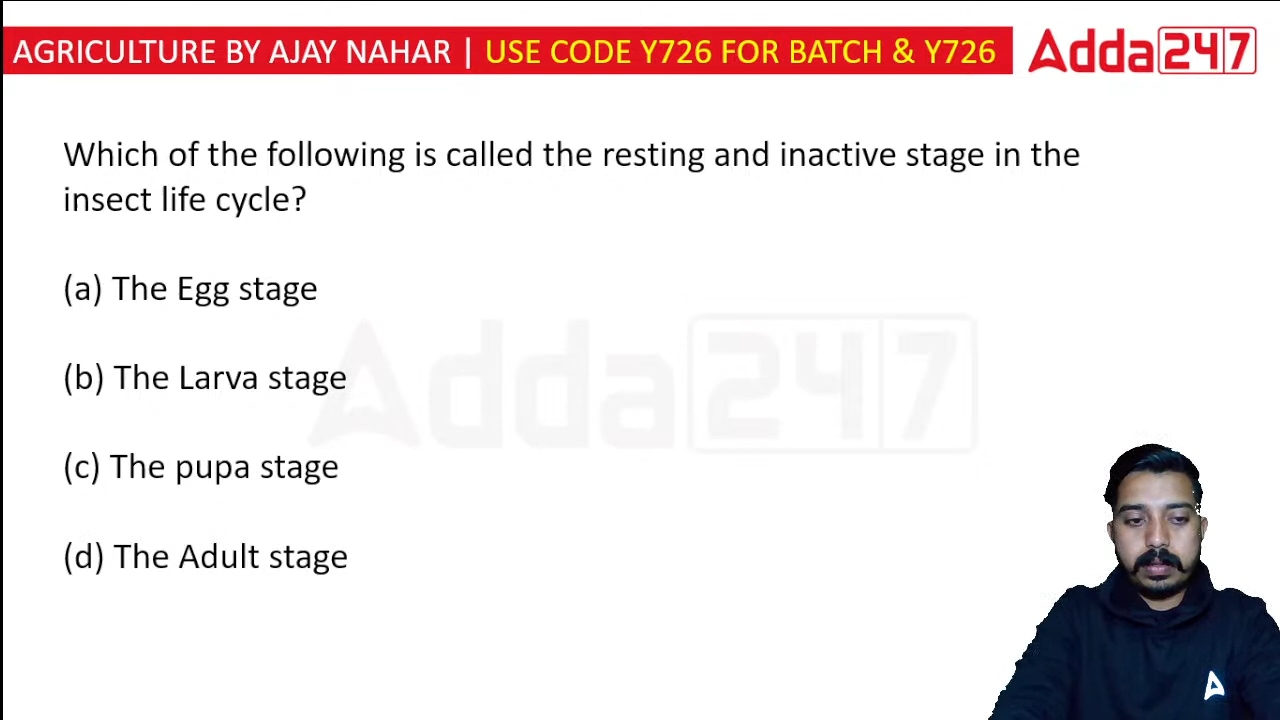 AGRICULTURE BY AJAY NAHAR | USE CODE Y726 FOR BATCH & Y726
Adda247
Which of the following is called the resting and inactive stage in the
insect life cycle?
(a) The Egg stage
(b) The Larva stage
(c) The pupa stage
(d) The Adult stage
Adda247